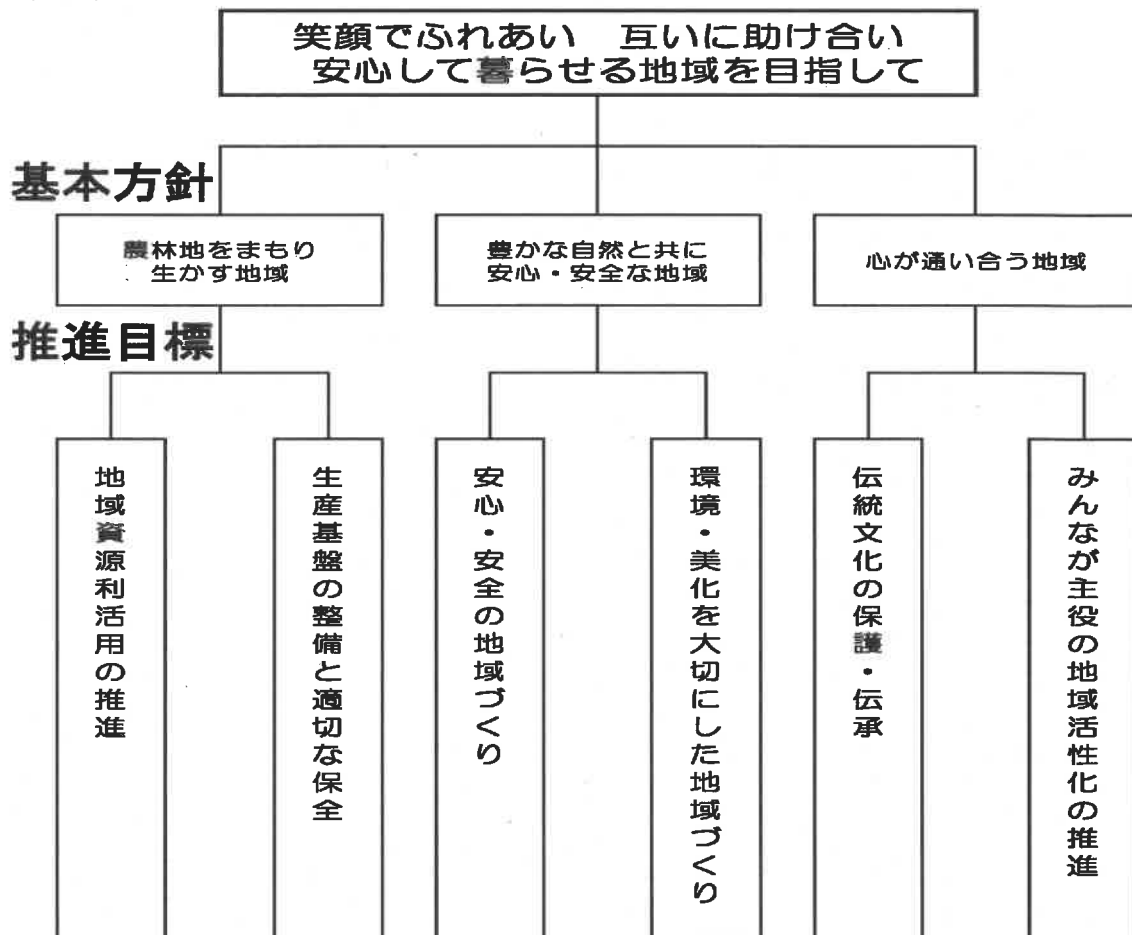 笑顔でふれあい　互いに助け合い
安心して暮らせる地域を目指して
基本方針
農林地をまもり
生かす地域
豊かな自然と共に
安心・安全な地域
心が通い合う地域
推進目標
地域資源利活用の推進
生産基盤の整備と適切な保全
安心・安全の地域づくり
環境・美化を大切にした地域づくり
伝統文化の保護・伝承
みんなが主役の地域活性化の推進